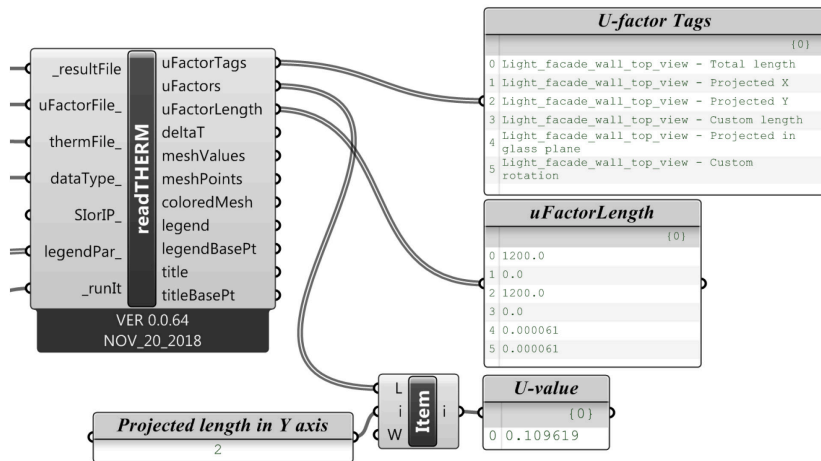 _resultFile
uFactorFile_
thermFile_
dataType_
SIorIP_
legendPar_
_runIt
readTHERM
uFactorTags
uFactors
uFactorLength
deltaT
meshValues
meshPoints
coloredMesh
legend
legendBasePt
title
titleBasePt
VER 0.0.64
NOV_20_2018
U-factor Tags
{0}
0 Light_facade_wall_top_view - Total length
1 Light_facade_wall_top_view - Projected X
2 Light_facade_wall_top_view - Projected Y
3 Light_facade_wall_top_view - Custom length
4 Light_facade_wall_top_view - Projected in
glass plane
5 Light_facade_wall_top_view - Custom
rotation
uFactorLength
{0}
0 1200.0
1 0.0
2 1200.0
3 0.0
4 0.000061
5 0.000061
Projected length in Y axis
2
L
i
W
Item
i
U-value
{0}
0 0.109619